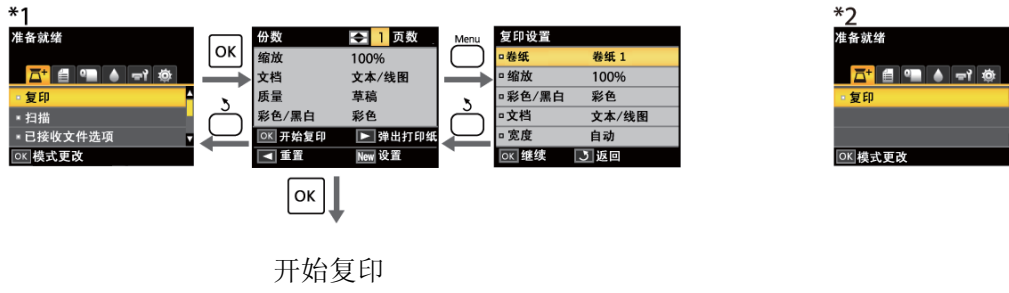 *1
准备就绪
复印
扫描
已接收文件选项
OK 模式更改
OK
份数 1 页数
缩放 100%
文档 文本/线图
质量 草稿
彩色/黑白 彩色
OK 开始复印 弹出打印纸
重置 New 设置
Menu
复印设置
卷纸 卷纸 1
缩放 100%
彩色/黑白 彩色
文档 文本/线图
宽度 自动
OK 继续 返回
OK
开始复印
*2
准备就绪
复印
OK 模式更改